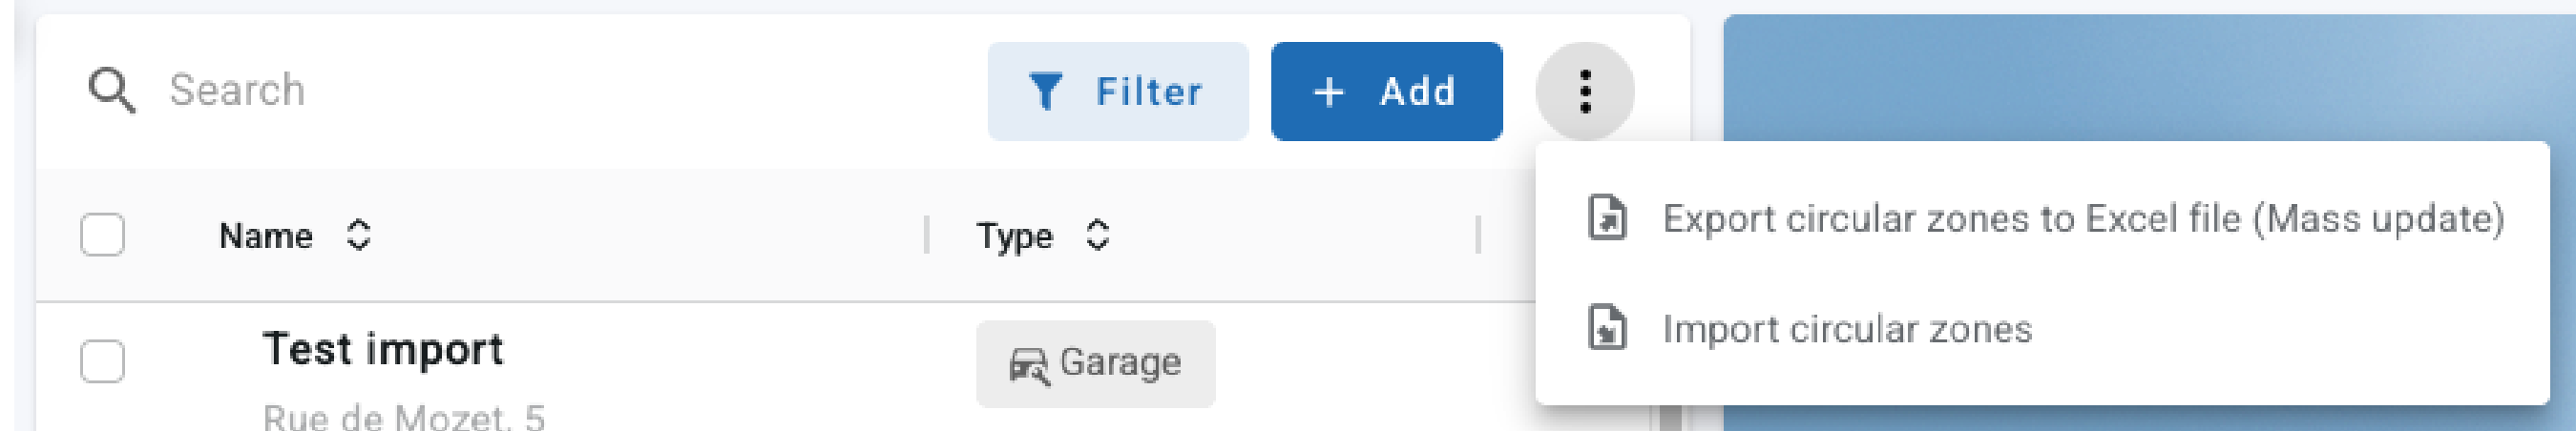 Search
Filter
+ Add
Export circular zones to Excel file (Mass update)
Import circular zones
Name
Type
Test import
Garage
Rue de Mozet, 5